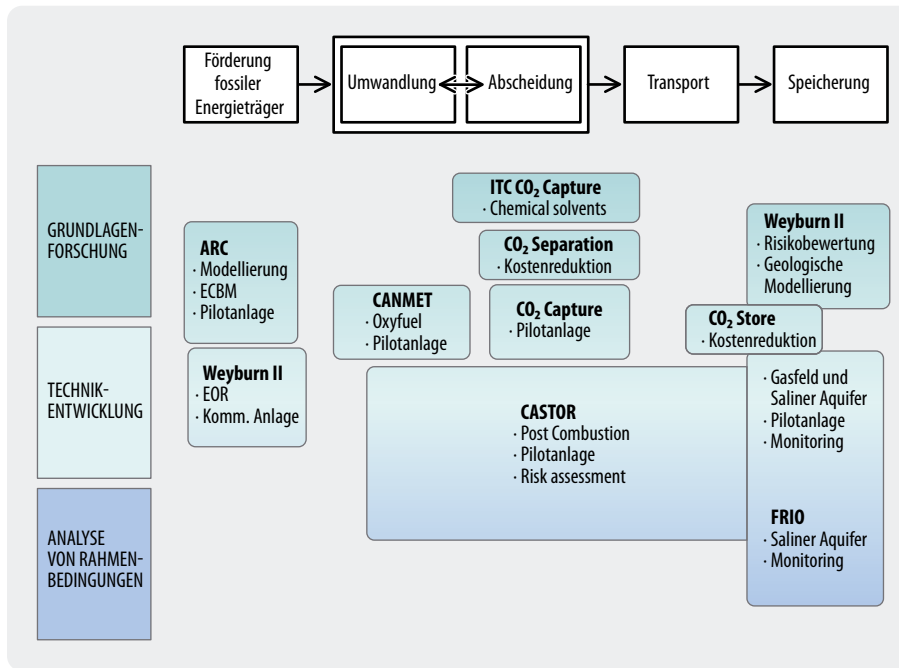 Förderung
fossiler
Energieträger
Umwandlung
Abscheidung
Transport
Speicherung
GRUNDLAGEN-
FORSCHUNG
TECHNIK-
ENTWICKLUNG
ANALYSE
VON RAHMEN-
BEDINGUNGEN
ARC
· Modellierung
· ECBM
· Pilotanlage
Weyburn II
· EOR
· Komm. Anlage
CANMET
· Oxyfuel
· Pilotanlage
ITC CO₂ Capture
· Chemical solvents
CO₂ Separation
· Kostenreduktion
CO₂ Capture
· Pilotanlage
CASTOR
· Post Combustion
· Pilotanlage
· Risk assessment
Weyburn II
· Risikobewertung
· Geologische
Modellierung
CO₂ Store
· Kostenreduktion
· Gasfeld und
Saliner Aquifer
· Pilotanlage
· Monitoring
FRIO
· Saliner Aquifer
· Monitoring